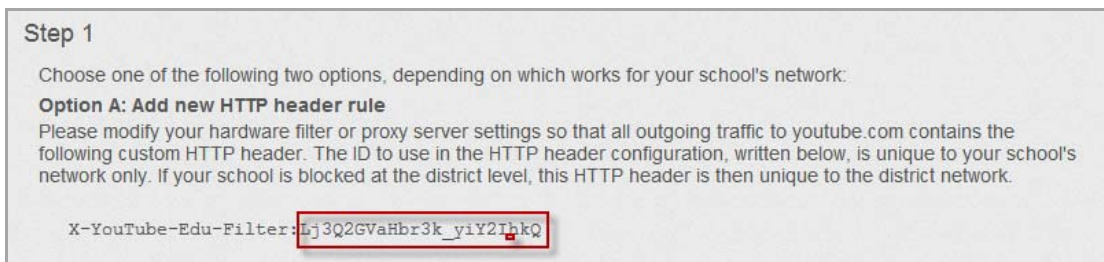 Step 1
Choose one of the following two options, depending on which works for your school's network:
Option A: Add new HTTP header rule
Please modify your hardware filter or proxy server settings so that all outgoing traffic to youtube.com contains the
following custom HTTP header. The ID to use in the HTTP header configuration, written below, is unique to your school's
network only. If your school is blocked at the district level, this HTTP header is then unique to the district network.
X-YouTube-Edu-Filter:Lj3Q2GVaHbr3k_yiY2IhkQ